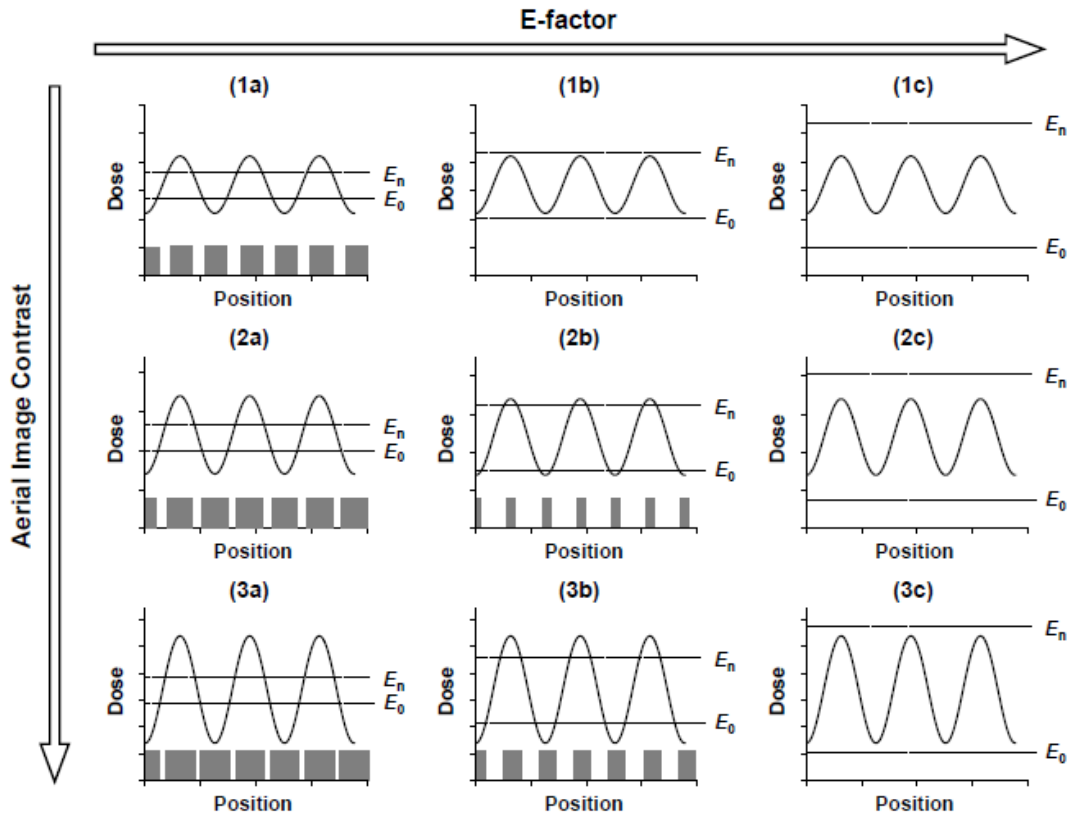 E-factor
Aerial Image Contrast
(1a)
Dose
En
E0
Position
(1b)
Dose
En
E0
Position
(1c)
Dose
En
E0
Position
(2a)
Dose
En
E0
Position
(2b)
Dose
En
E0
Position
(2c)
Dose
En
E0
Position
(3a)
Dose
En
E0
Position
(3b)
Dose
En
E0
Position
(3c)
Dose
En
E0
Position